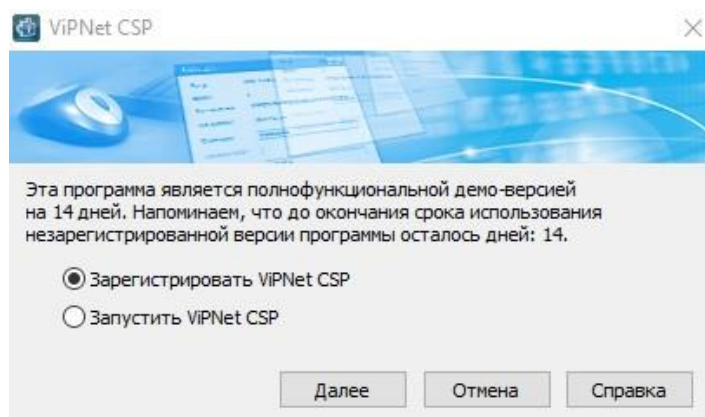 ViPNet CSP
Эта программа является полнофункциональной демо-версией
на 14 дней. Напоминаем, что до окончания срока использования
незарегистрированной версии программы осталось дней: 14.
Зарегистрировать ViPNet CSP
Запустить ViPNet CSP
Далее Отмена Справка